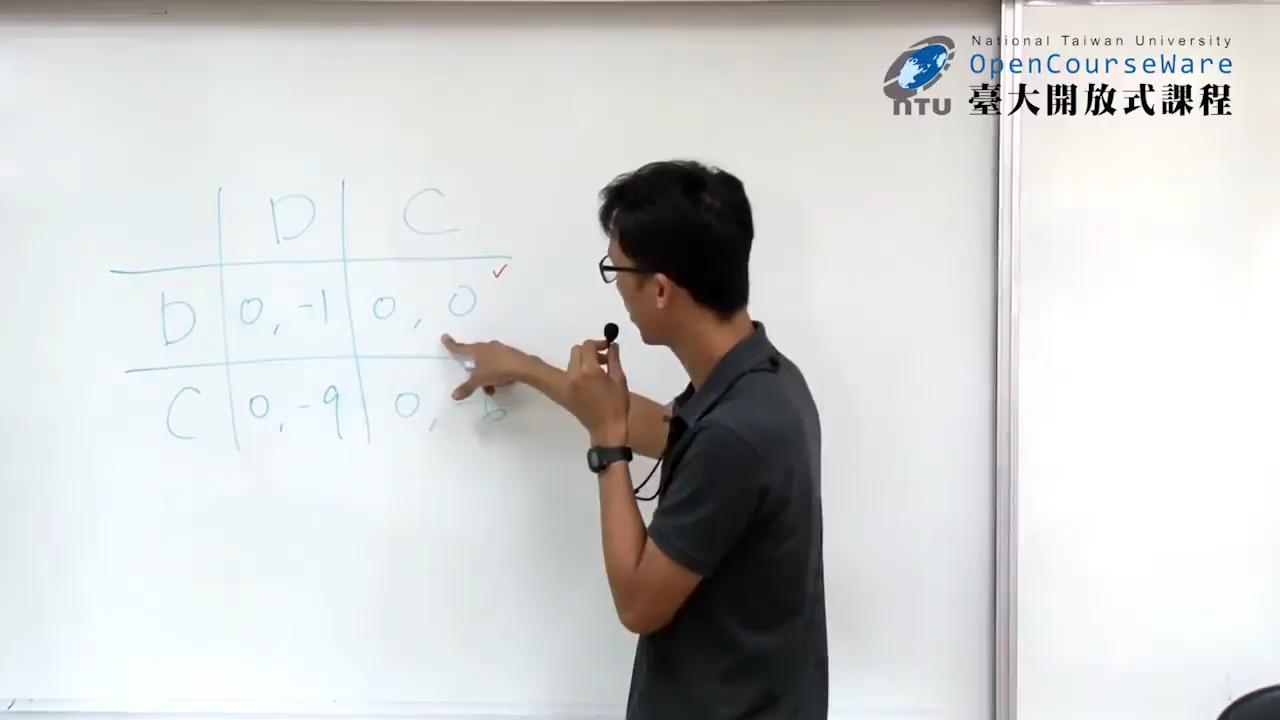 National Taiwan University
OpenCourseWare
臺大開放式課程
NTU
D C
D 0, -1 0, 0 ✓
C 0, -9 0, -6